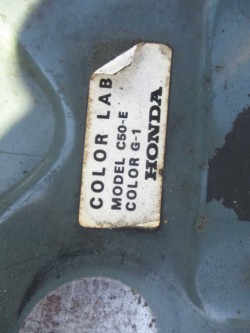 COLOR LAB
MODEL C50-E
COLOR G-1
HONDA